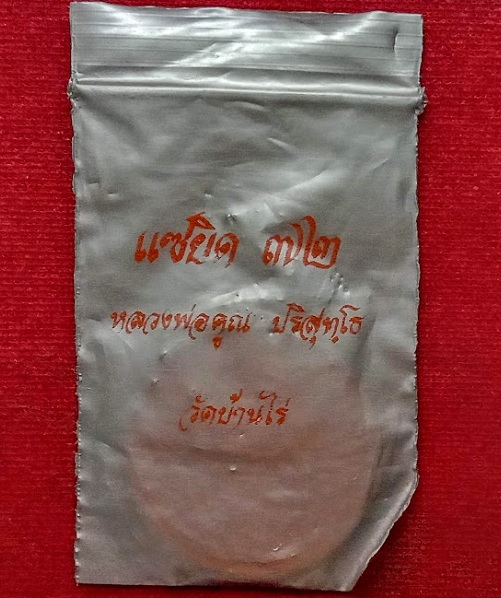 แซยิด ๗๒
หลวงพ่อคูณ ปริสุทฺโธ
วัดบ้านไร่